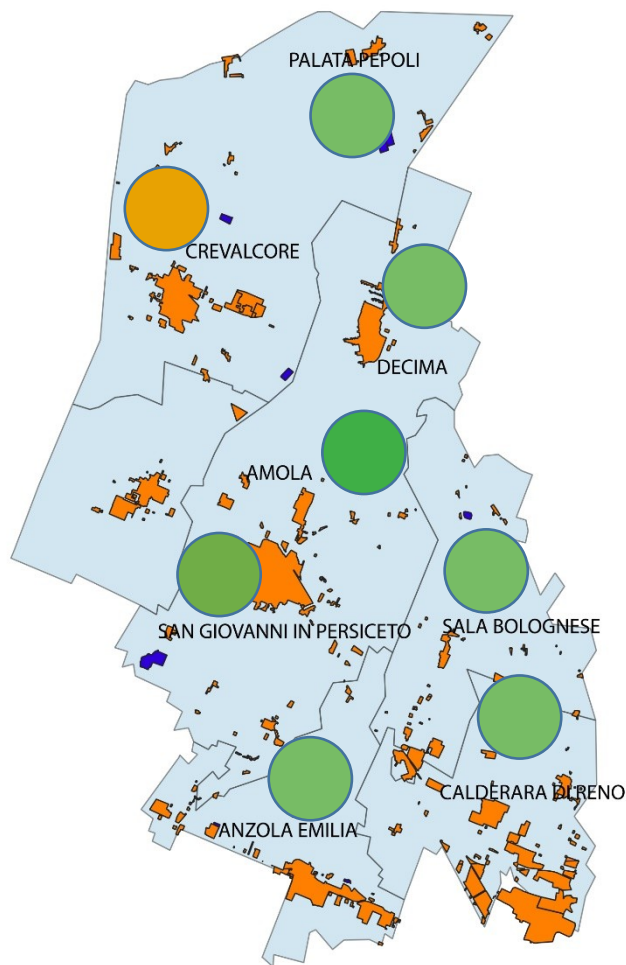 PALATA PEPOLI
CREVALCORE
DECIMA
AMOLA
SAN GIOVANNI IN PERSICETO
SALA BOLOGNESE
CALDERARA DI RENO
ANZOLA EMILIA